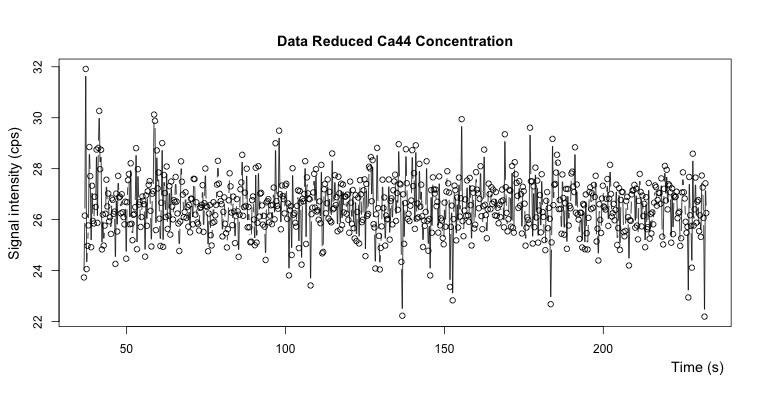 Data Reduced Ca44 Concentration
32
30
28
26
24
22
Signal intensity (cps)
50 100 150 200
Time (s)